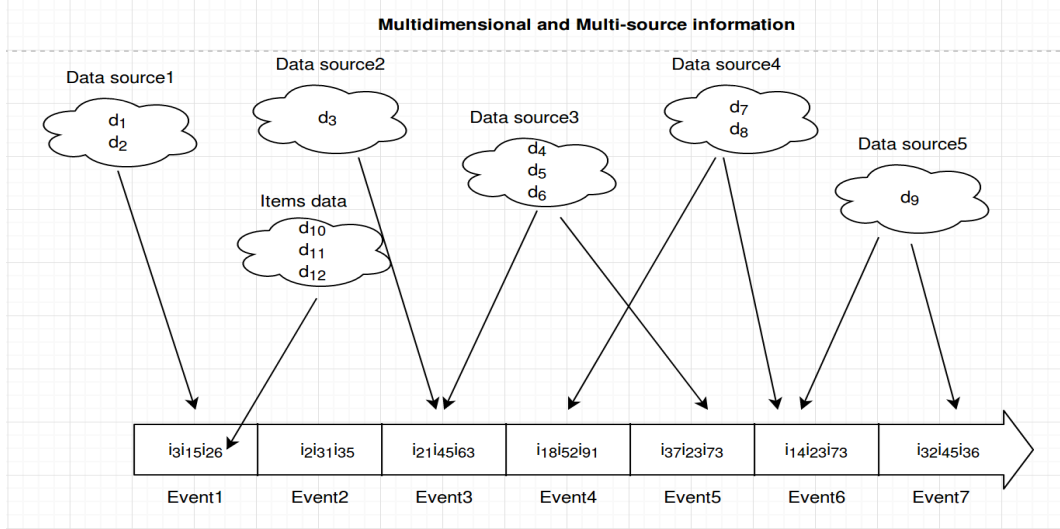 Multidimensional and Multi-source information
Data source1
d1
d2
Data source2
d3
Data source3
d4
d5
d6
Data source4
d7
d8
Data source5
d9
Items data
d10
d11
d12
i3i15i26
i2i31i35
i21i45i63
i18i52i91
i37i23i73
i14i23i73
i32i45i36
Event1
Event2
Event3
Event4
Event5
Event6
Event7